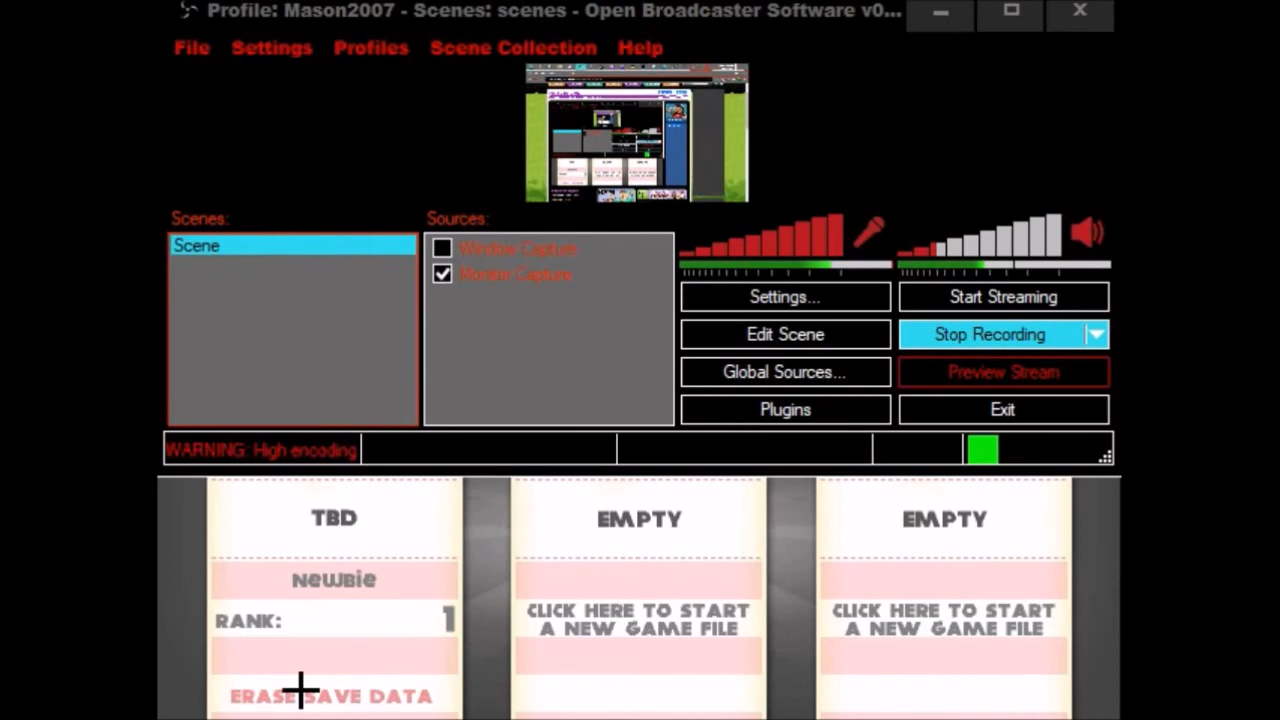 Profile: Mason2007 - Scenes: scenes - Open Broadcaster Software v0...
File Settings Profiles Scene Collection Help
Scenes:
Sources:
Scene
Window Capture
Monitor Capture
Settings...
Start Streaming
Edit Scene
Stop Recording
Global Sources...
Preview Stream
Plugins
Exit
WARNING: High encoding
TBD
EMPTY
EMPTY
NEWBIE
RANK: 1
CLICK HERE TO START
A NEW GAME FILE
CLICK HERE TO START
A NEW GAME FILE
ERASE SAVE DATA